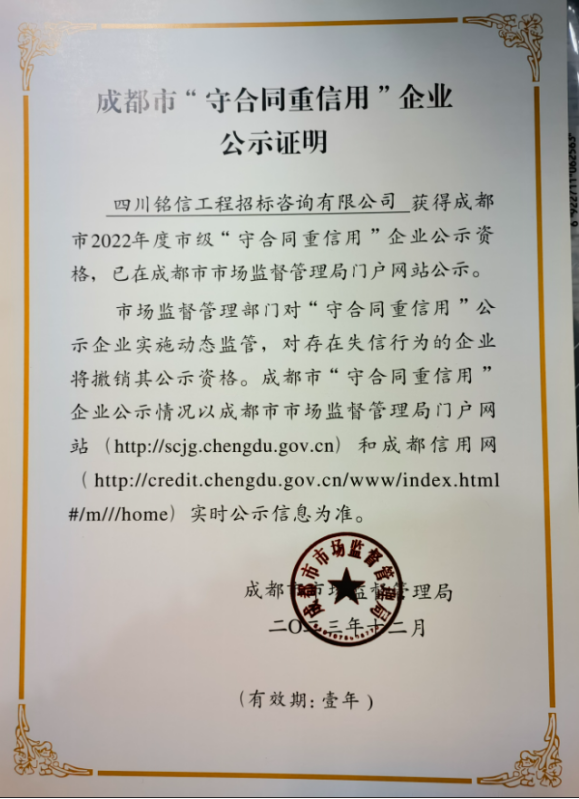 成都市“守合同重信用”企业
公示证明
四川铭信工程招标咨询有限公司 获得成都
市2022年度市级“守合同重信用”企业公示资
格，已在成都市市场监督管理局门户网站公示。
市场监督管理部门对“守合同重信用”公
示企业实施动态监管，对存在失信行为的企业
将撤销其公示资格。成都市“守合同重信用”
企业公示情况以成都市市场监督管理局门户网
站（http://scjg.chengdu.gov.cn）和成都信用网
（http://credit.chengdu.gov.cn/www/index.html
#/m///home）实时公示信息为准。
成都市市场监督管理局
成都市市场监督管理局
二〇二三年十二月
（有效期：壹年）